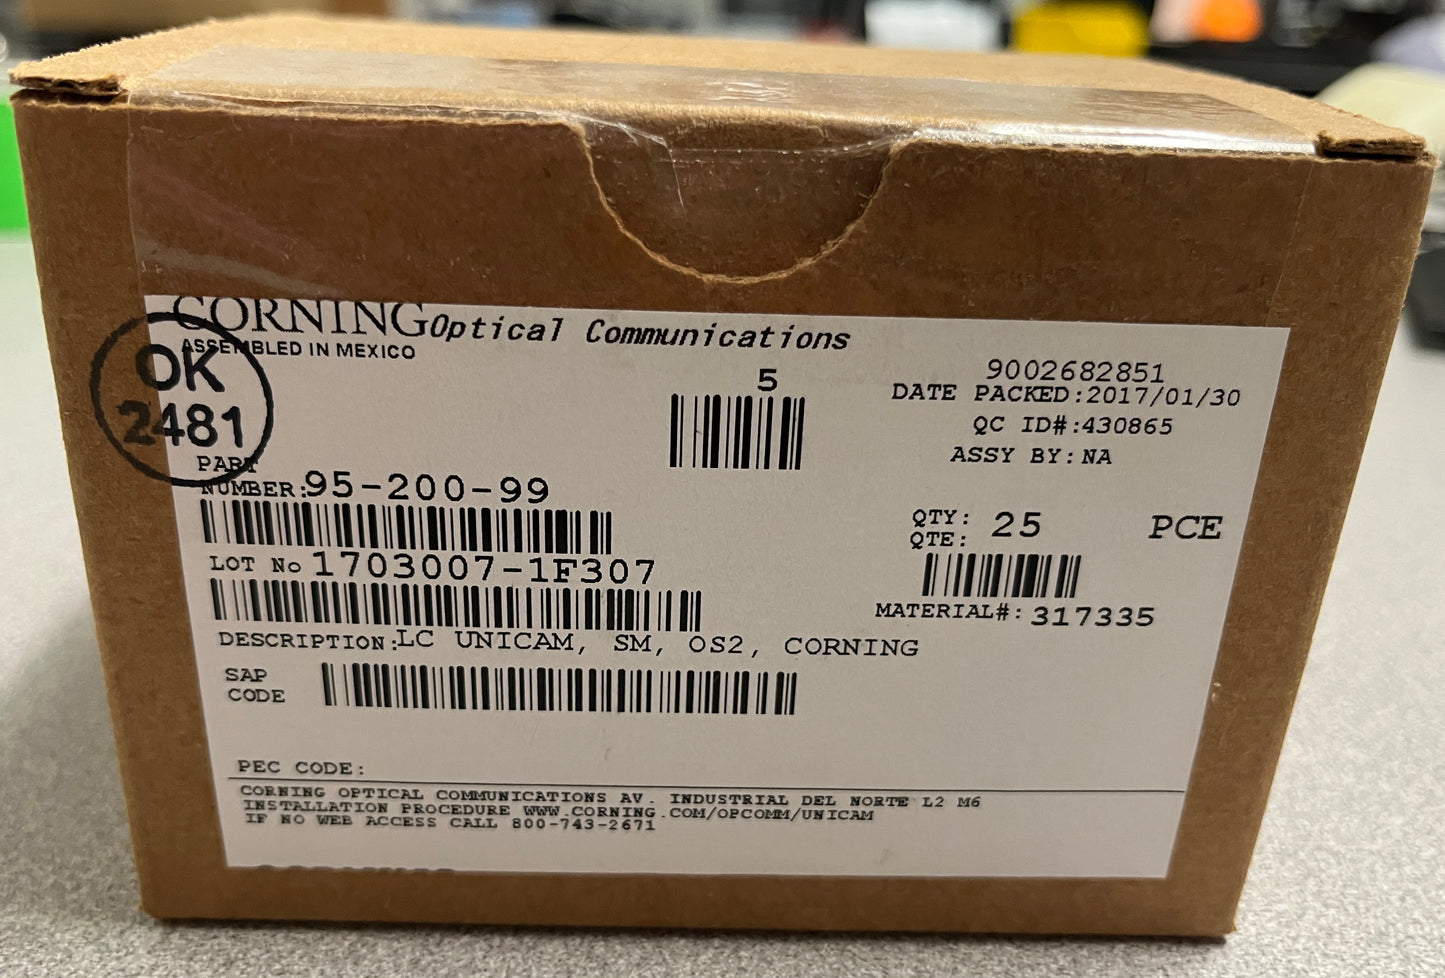 CORNING Optical Communications
ASSEMBLED IN MEXICO
OK
2481
5
9002682851
DATE PACKED:2017/01/30
QC ID#:430865
ASSY BY:NA
PART
NUMBER:95-200-99
QTY: 25 PCE
QTE:
LOT No 1703007-1F307
MATERIAL#:317335
DESCRIPTION:LC UNICAM, SM, OS2, CORNING
SAP
CODE
PEC CODE:
CORNING OPTICAL COMMUNICATIONS AV. INDUSTRIAL DEL NORTE L2 M6
INSTALLATION PROCEDURE WWW.CORNING.COM/OPCOMM/UNICAM
IF NO WEB ACCESS CALL 800-743-2671